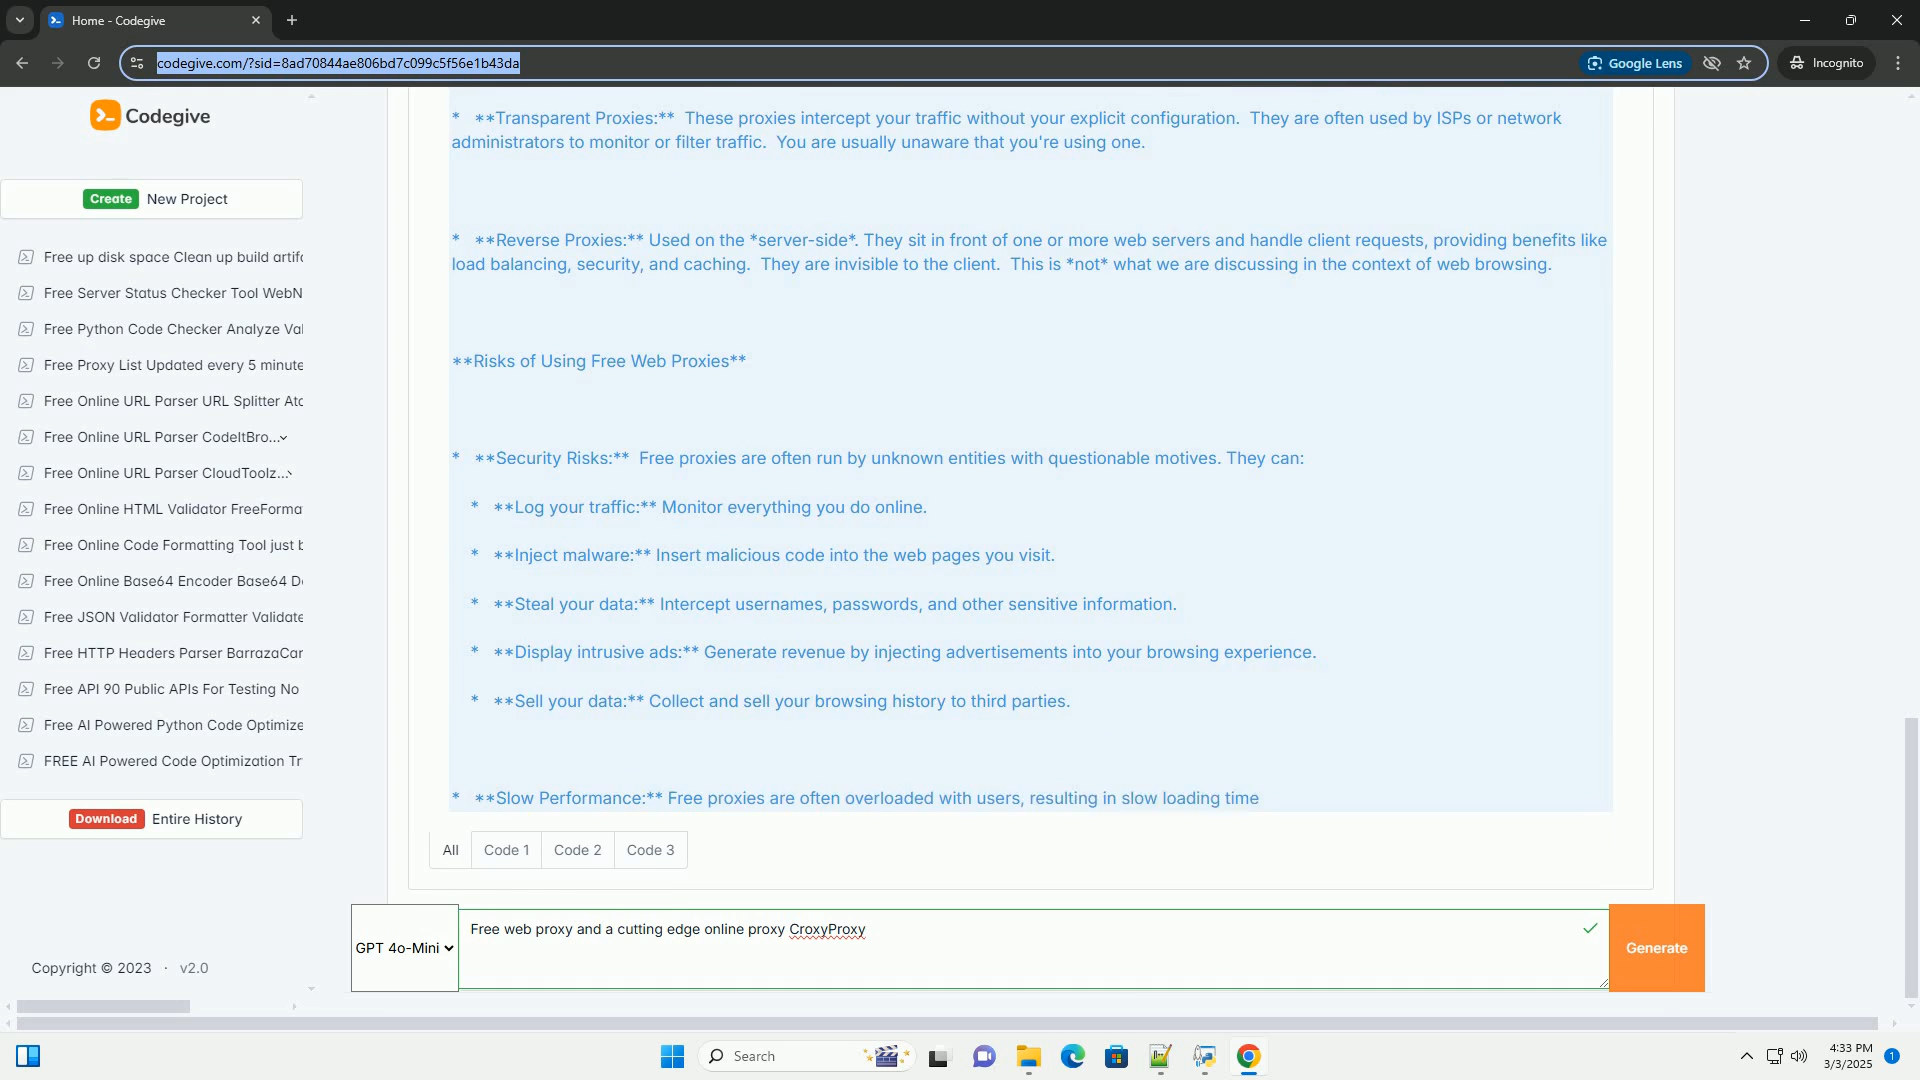 Home - Codegive
codegive.com/?sid=8ad70844ae806bd7c099c5f56e1b43da
Google Lens
Incognito
Codegive
Create New Project
Free up disk space Clean up build artifc
Free Server Status Checker Tool WebN
Free Python Code Checker Analyze Val
Free Proxy List Updated every 5 minute
Free Online URL Parser URL Splitter Atc
Free Online URL Parser CodeItBro...
Free Online URL Parser CloudToolz...
Free Online HTML Validator FreeForma
Free Online Code Formatting Tool just b
Free Online Base64 Encoder Base64 D
Free JSON Validator Formatter Validate
Free HTTP Headers Parser BarrazaCar
Free API 90 Public APIs For Testing No
Free AI Powered Python Code Optimize
FREE AI Powered Code Optimization Tr
Download Entire History
Copyright © 2023 · v2.0
* **Transparent Proxies:** These proxies intercept your traffic without your explicit configuration. They are often used by ISPs or network
administrators to monitor or filter traffic. You are usually unaware that you're using one.
* **Reverse Proxies:** Used on the *server-side*. They sit in front of one or more web servers and handle client requests, providing benefits like
load balancing, security, and caching. They are invisible to the client. This is *not* what we are discussing in the context of web browsing.
**Risks of Using Free Web Proxies**
* **Security Risks:** Free proxies are often run by unknown entities with questionable motives. They can:
* **Log your traffic:** Monitor everything you do online.
* **Inject malware:** Insert malicious code into the web pages you visit.
* **Steal your data:** Intercept usernames, passwords, and other sensitive information.
* **Display intrusive ads:** Generate revenue by injecting advertisements into your browsing experience.
* **Sell your data:** Collect and sell your browsing history to third parties.
* **Slow Performance:** Free proxies are often overloaded with users, resulting in slow loading time
All Code 1 Code 2 Code 3
GPT 4o-Mini
Free web proxy and a cutting edge online proxy CroxyProxy
Generate
Search
4:33 PM
3/3/2025
1